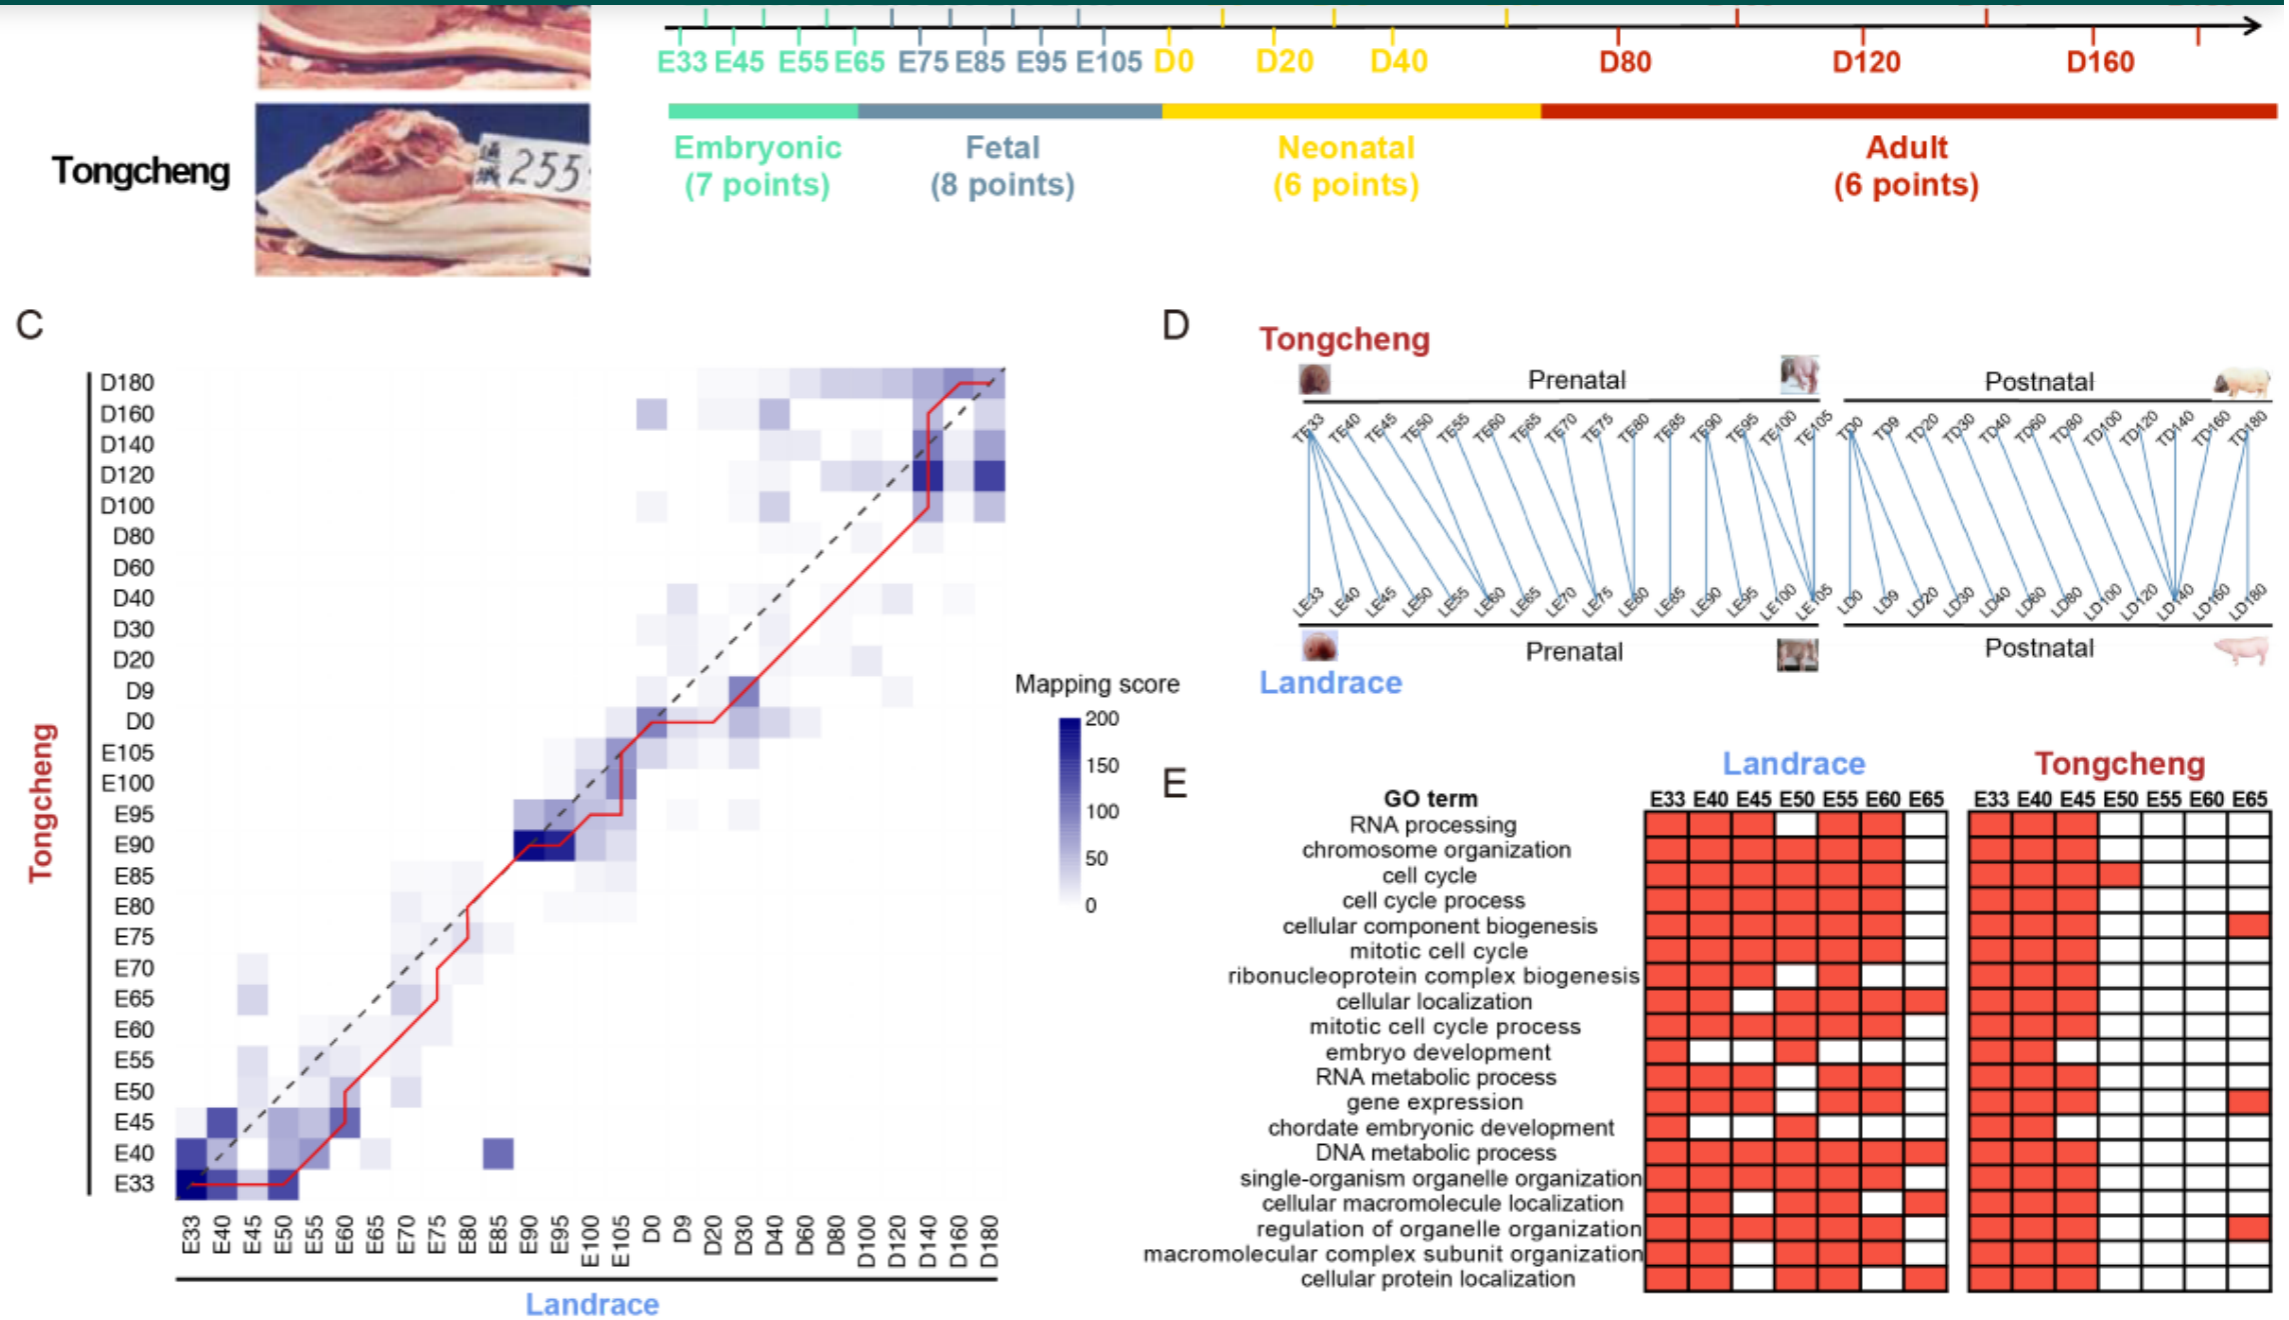 E33 E45 E55 E65 E75 E85 E95 E105 D0 D20 D40 D80 D120 D160
Embryonic Fetal Neonatal Adult
(7 points) (8 points) (6 points) (6 points)
Tongcheng
255
C
D180
D160
D140
D120
D100
D80
D60
D40
D30
D20
D9
D0
E105
E100
E95
E90
E85
E80
E75
E70
E65
E60
E55
E50
E45
E40
E33
Tongcheng
E33 E40 E45 E50 E55 E60 E65 E70 E75 E80 E85 E90 E95 E100 E105 D0 D9 D20 D30 D40 D60 D80 D100 D120 D140 D160 D180
Landrace
Mapping score
200
150
100
50
0
D
Tongcheng
Prenatal Postnatal
TE33 TE40 TE45 TE50 TE55 TE60 TE65 TE70 TE75 TE80 TE85 TE90 TE95 TE100 TE105 TD0 TD9 TD20 TD30 TD40 TD60 TD80 TD100 TD120 TD140 TD160 TD180
LE33 LE40 LE45 LE50 LE55 LE60 LE65 LE70 LE75 LE80 LE85 LE90 LE95 LE100 LE105 LD0 LD9 LD20 LD30 LD40 LD60 LD80 LD100 LD120 LD140 LD160 LD180
Prenatal Postnatal
Landrace
E
Landrace Tongcheng
GO term E33 E40 E45 E50 E55 E60 E65 E33 E40 E45 E50 E55 E60 E65
RNA processing
chromosome organization
cell cycle
cell cycle process
cellular component biogenesis
mitotic cell cycle
ribonucleoprotein complex biogenesis
cellular localization
mitotic cell cycle process
embryo development
RNA metabolic process
gene expression
chordate embryonic development
DNA metabolic process
single-organism organelle organization
cellular macromolecule localization
regulation of organelle organization
macromolecular complex subunit organization
cellular protein localization